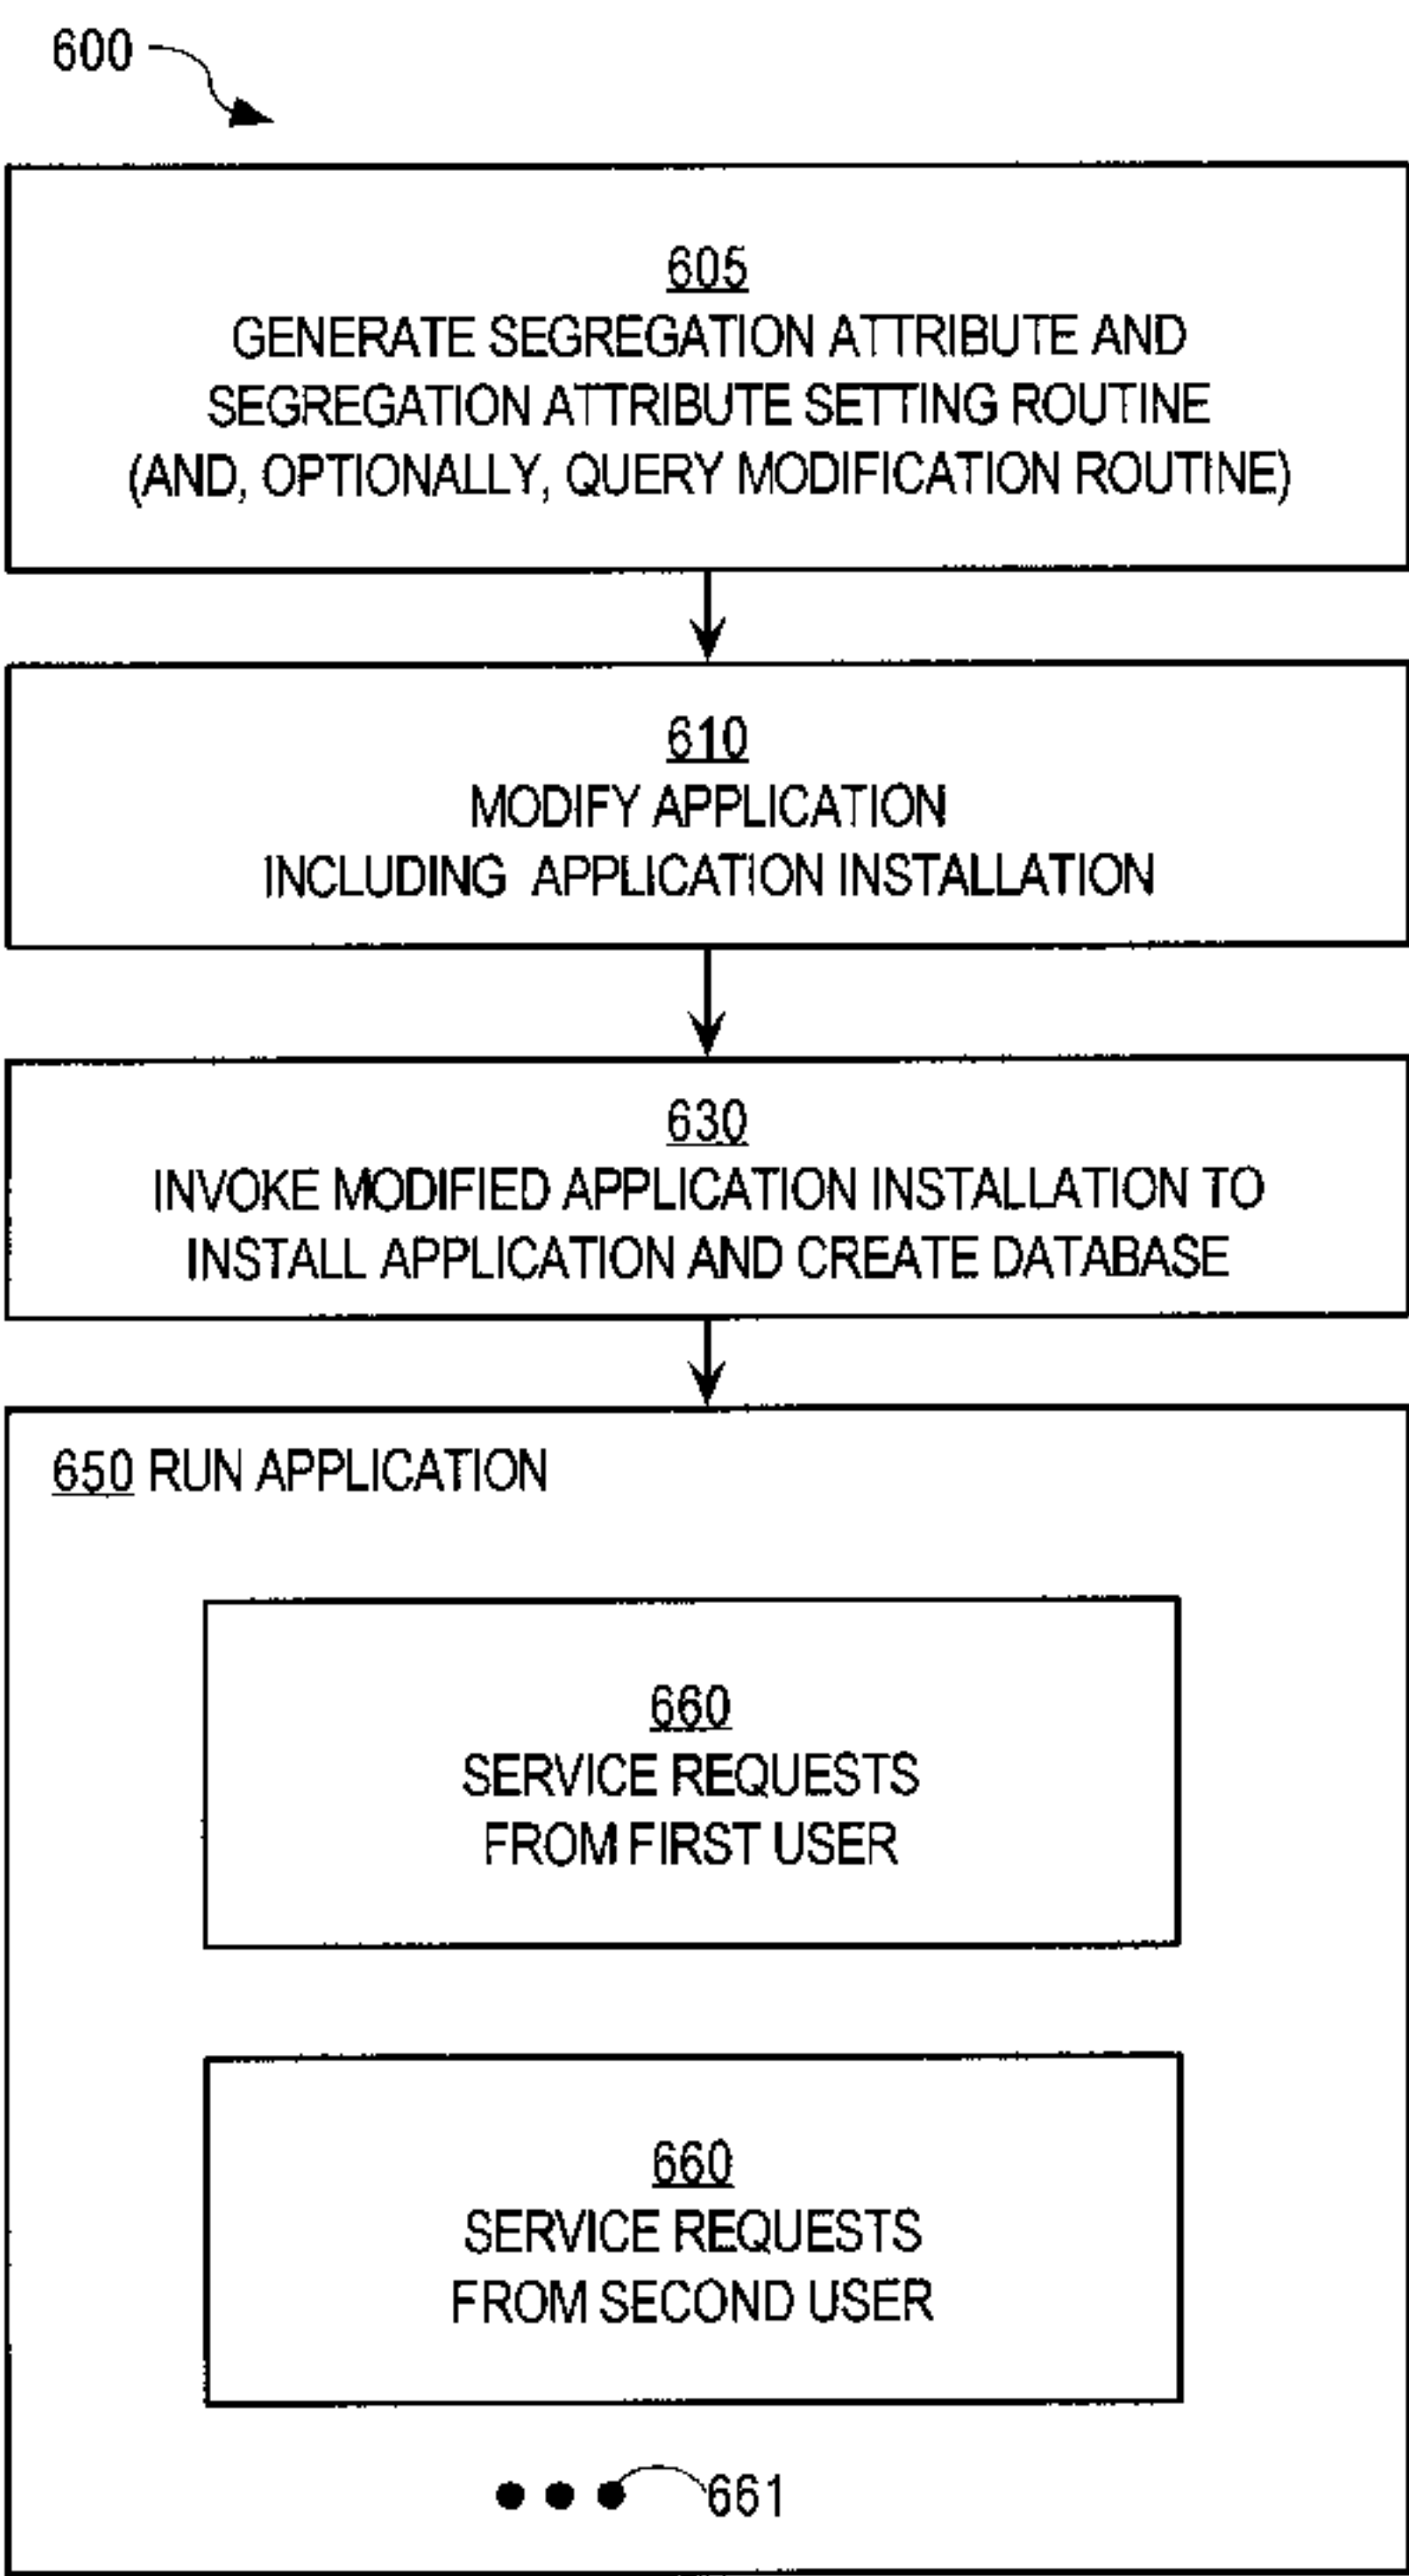 600
605
GENERATE SEGREGATION ATTRIBUTE AND
SEGREGATION ATTRIBUTE SETTING ROUTINE
(AND, OPTIONALLY, QUERY MODIFICATION ROUTINE)
610
MODIFY APPLICATION
INCLUDING APPLICATION INSTALLATION
630
INVOKE MODIFIED APPLICATION INSTALLATION TO
INSTALL APPLICATION AND CREATE DATABASE
650 RUN APPLICATION
660
SERVICE REQUESTS
FROM FIRST USER
660
SERVICE REQUESTS
FROM SECOND USER
661